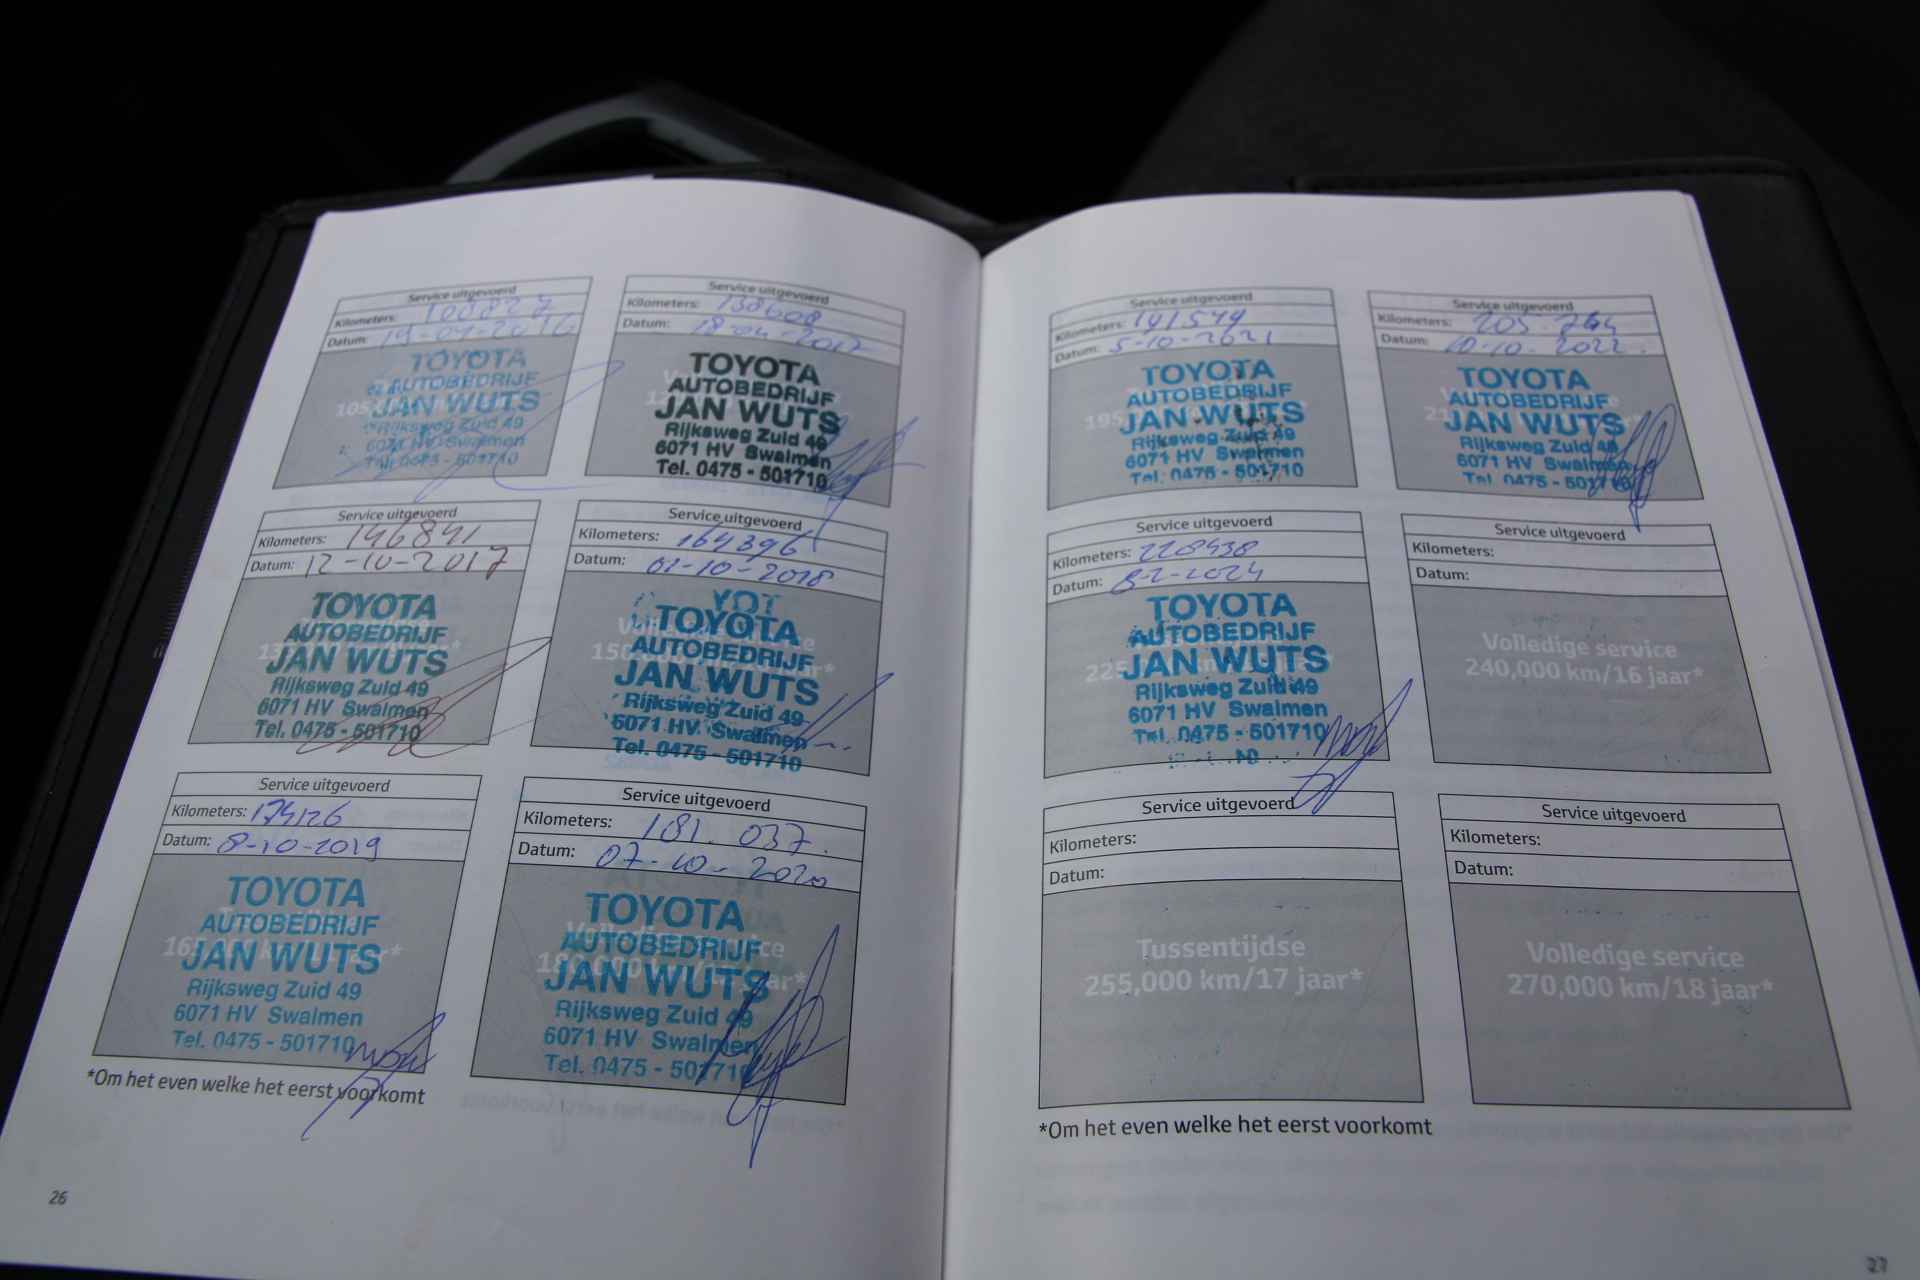 Service uitgevoerd
Kilometers:
Datum: 19-04-2016
TOYOTA
AUTOBEDRIJF
JAN WUTS
Rijksweg Zuid 49
6071 HV Swalmen
Tel. 0475 - 501710
Service uitgevoerd
Kilometers: 138608
Datum: 18-04-2017
TOYOTA
AUTOBEDRIJF
JAN WUTS
Rijksweg Zuid 49
6071 HV Swalmen
Tel. 0475 - 501710
Service uitgevoerd
Kilometers: 146841
Datum: 12-10-2017
TOYOTA
AUTOBEDRIJF
JAN WUTS
Rijksweg Zuid 49
6071 HV Swalmen
Tel. 0475 - 501710
Service uitgevoerd
Kilometers: 164396
Datum: 01-10-2018
TOYOTA
AUTOBEDRIJF
JAN WUTS
Rijksweg Zuid 49
6071 HV Swalmen
Tel. 0475 - 501710
Service uitgevoerd
Kilometers: 174126
Datum: 8-10-2019
TOYOTA
AUTOBEDRIJF
JAN WUTS
Rijksweg Zuid 49
6071 HV Swalmen
Tel. 0475 - 501710
Service uitgevoerd
Kilometers: 181.037.
Datum: 07-10-2020
TOYOTA
AUTOBEDRIJF
JAN WUTS
Rijksweg Zuid 49
6071 HV Swalmen
Tel. 0475 - 501710
*Om het even welke het eerst voorkomt
26
Service uitgevoerd
Kilometers: 191549
Datum: 5-10-2021
TOYOTA
AUTOBEDRIJF
JAN WUTS
Rijksweg Zuid 49
6071 HV Swalmen
Tel. 0475 - 501710
Service uitgevoerd
Kilometers:
Datum: 10-10-2022.
TOYOTA
AUTOBEDRIJF
JAN WUTS
Rijksweg Zuid 49
6071 HV Swalmen
Tel. 0475 - 501710
Service uitgevoerd
Kilometers: 228438
Datum: 8-2-2024
TOYOTA
AUTOBEDRIJF
JAN WUTS
Rijksweg Zuid 49
6071 HV Swalmen
Tel. 0475 - 501710
Service uitgevoerd
Kilometers:
Datum:
Volledige service
240,000 km/16 jaar*
Service uitgevoerd
Kilometers:
Datum:
Tussentijdse
255,000 km/17 jaar*
Service uitgevoerd
Kilometers:
Datum:
Volledige service
270,000 km/18 jaar*
*Om het even welke het eerst voorkomt
27